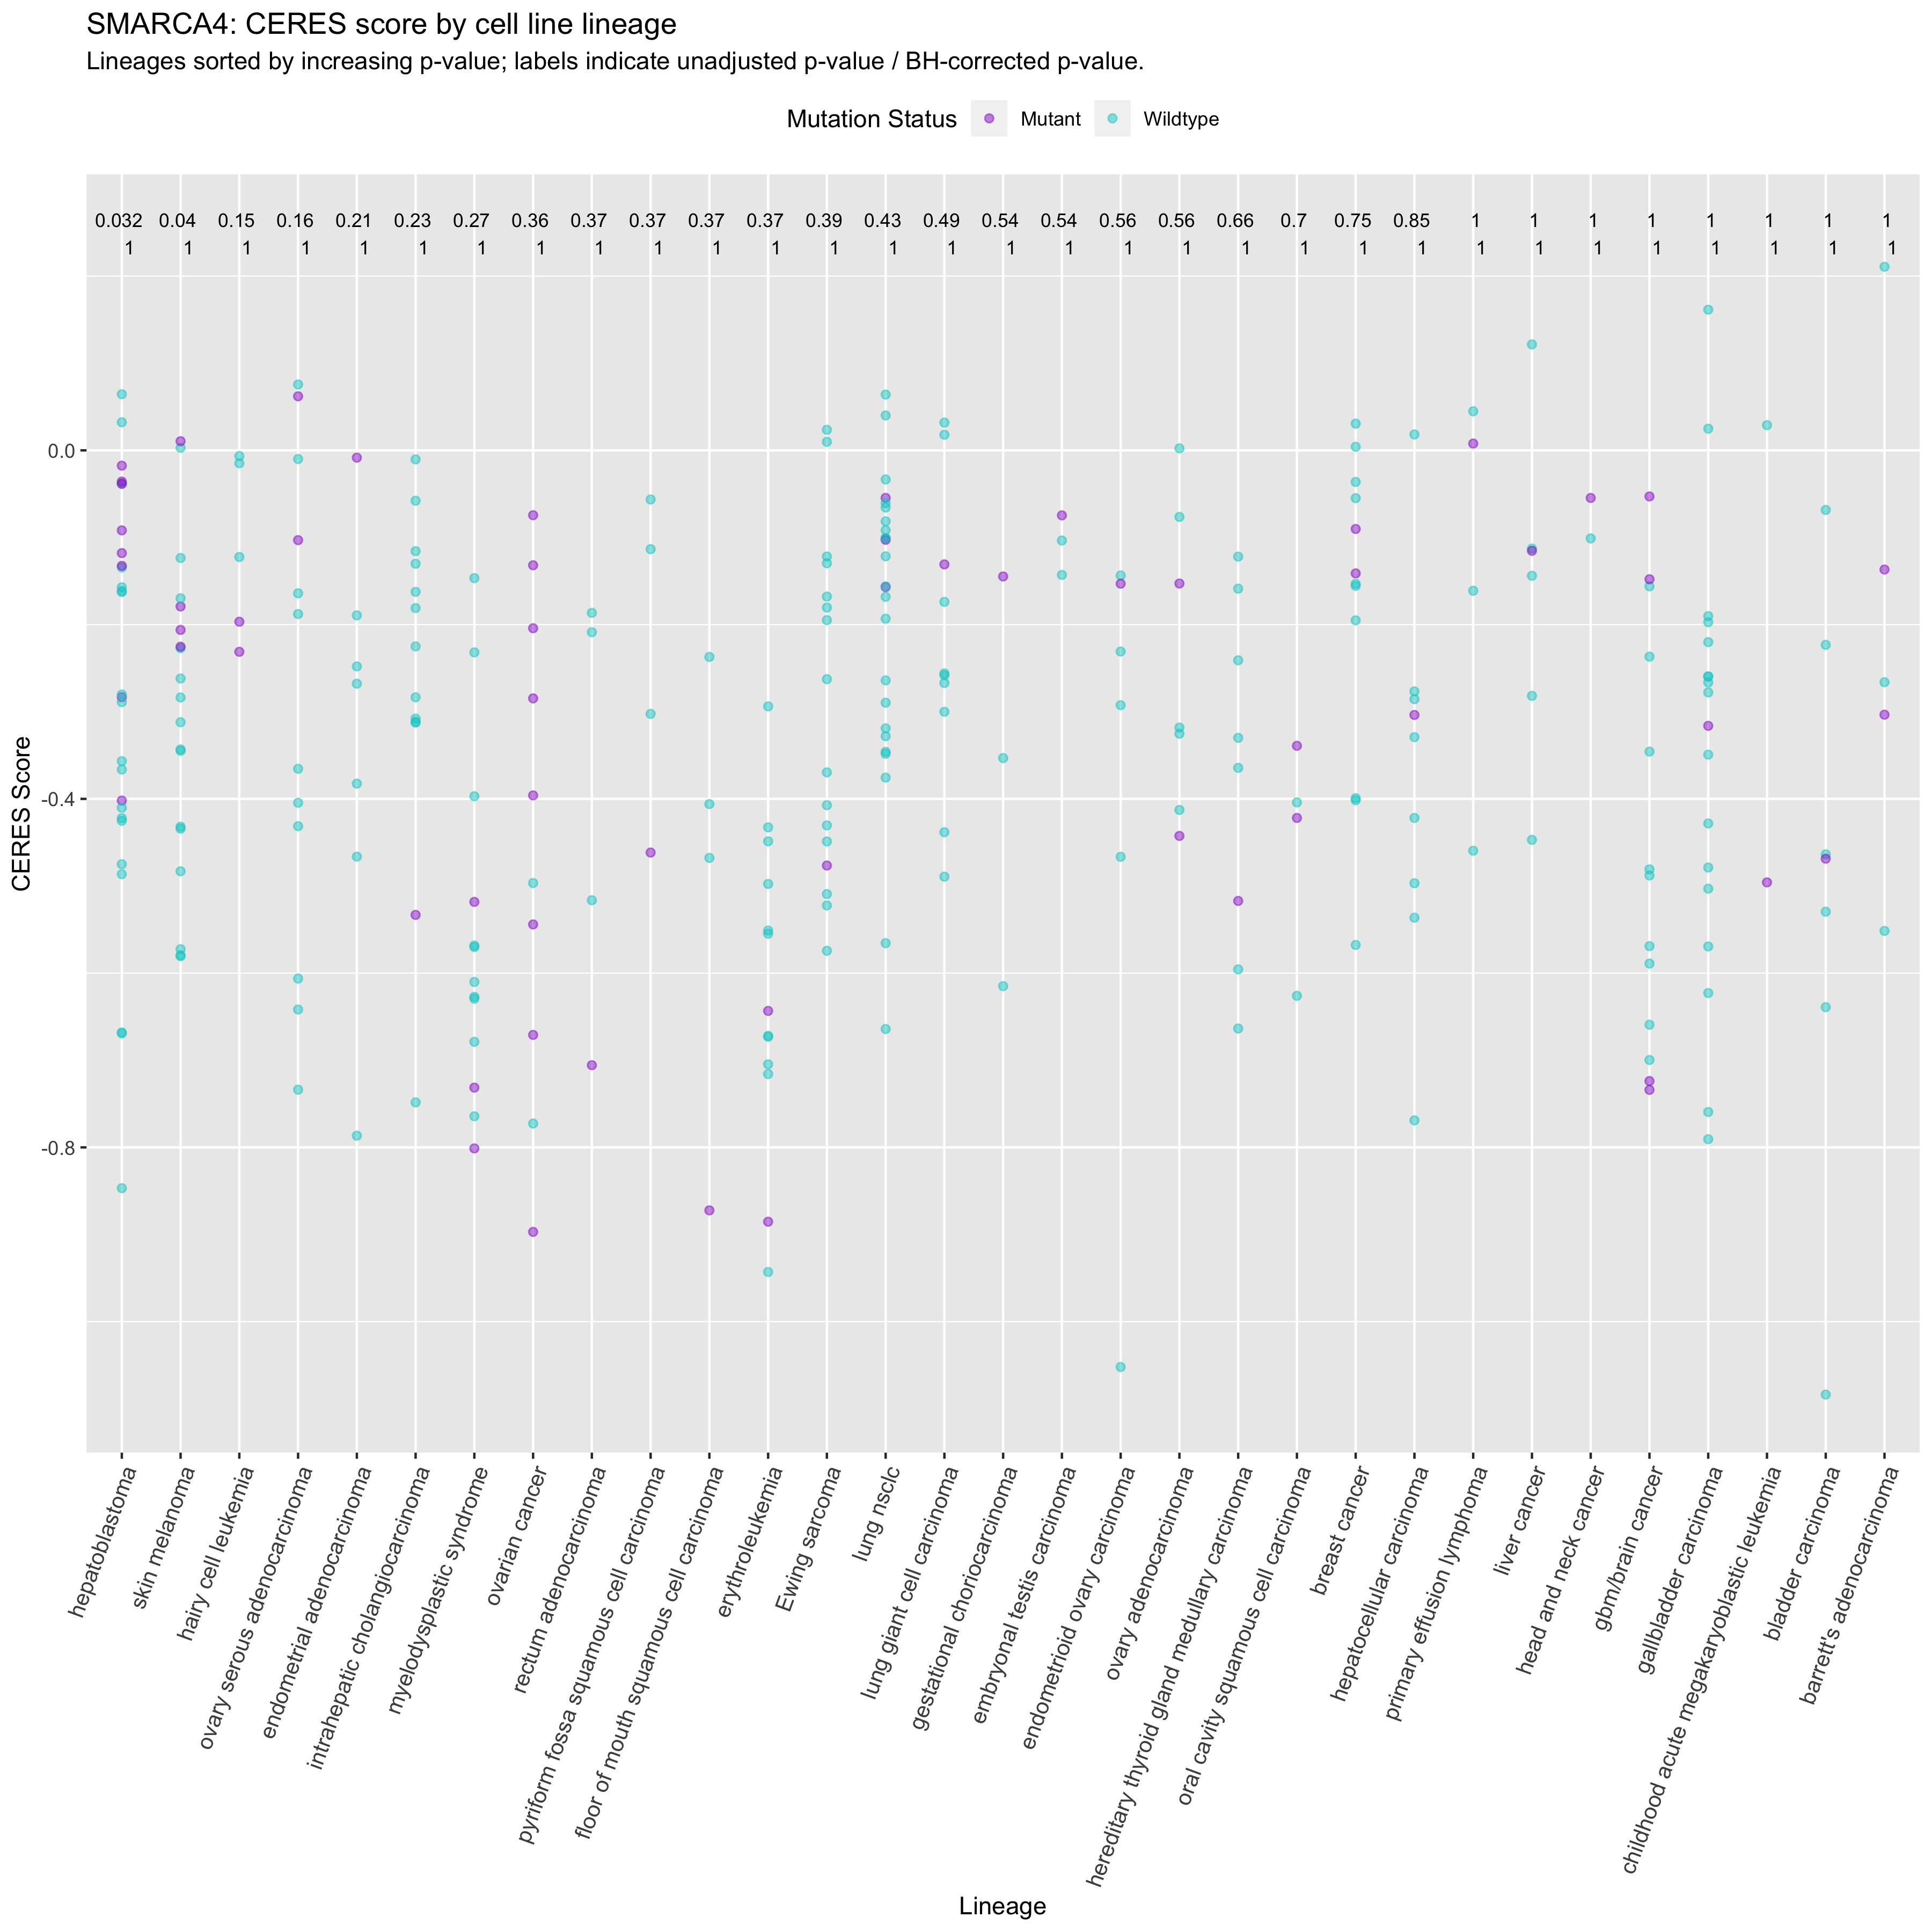 SMARCA4: CERES score by cell line lineage
Lineages sorted by increasing p-value; labels indicate unadjusted p-value / BH-corrected p-value.
Mutation Status Mutant Wildtype
0.032 0.04 0.15 0.16 0.21 0.23 0.27 0.36 0.37 0.37 0.37 0.37 0.39 0.43 0.49 0.54 0.54 0.56 0.56 0.66 0.7 0.75 0.85 1 1 1 1 1 1 1 1
1 1 1 1 1 1 1 1 1 1 1 1 1 1 1 1 1 1 1 1 1 1 1 1 1 1 1 1 1 1 1
0.0
-0.4
-0.8
CERES Score
hepatoblastoma
skin melanoma
hairy cell leukemia
ovary serous adenocarcinoma
endometrial adenocarcinoma
intrahepatic cholangiocarcinoma
myelodysplastic syndrome
ovarian cancer
rectum adenocarcinoma
pyriform fossa squamous cell carcinoma
floor of mouth squamous cell carcinoma
erythroleukemia
Ewing sarcoma
lung nsclc
lung giant cell carcinoma
gestational choriocarcinoma
embryonal testis carcinoma
endometrioid ovary carcinoma
ovary adenocarcinoma
hereditary thyroid gland medullary carcinoma
oral cavity squamous cell carcinoma
breast cancer
hepatocellular carcinoma
primary effusion lymphoma
liver cancer
head and neck cancer
gbm/brain cancer
gallbladder carcinoma
childhood acute megakaryoblastic leukemia
bladder carcinoma
barrett's adenocarcinoma
Lineage